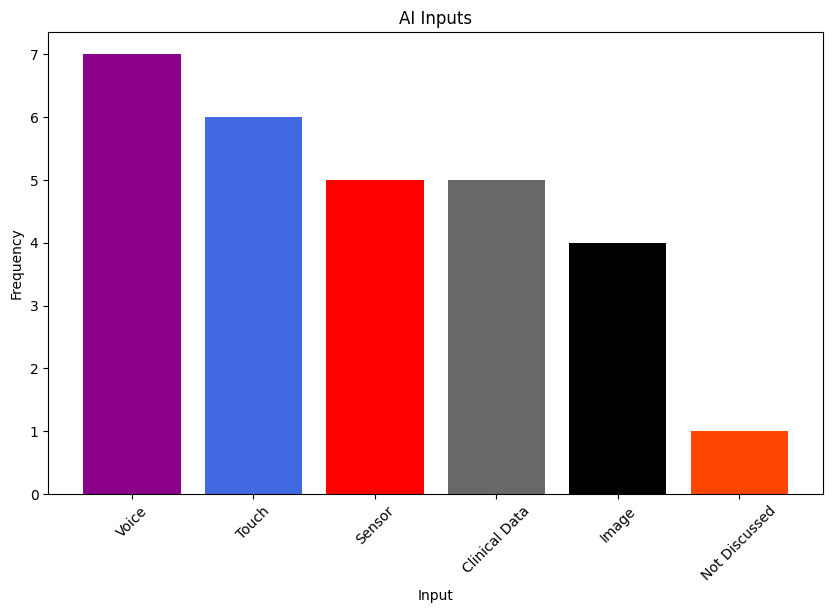 AI Inputs
7
6
5
4
3
2
1
0
Frequency
Voice
Touch
Sensor
Clinical Data
Image
Not Discussed
Input